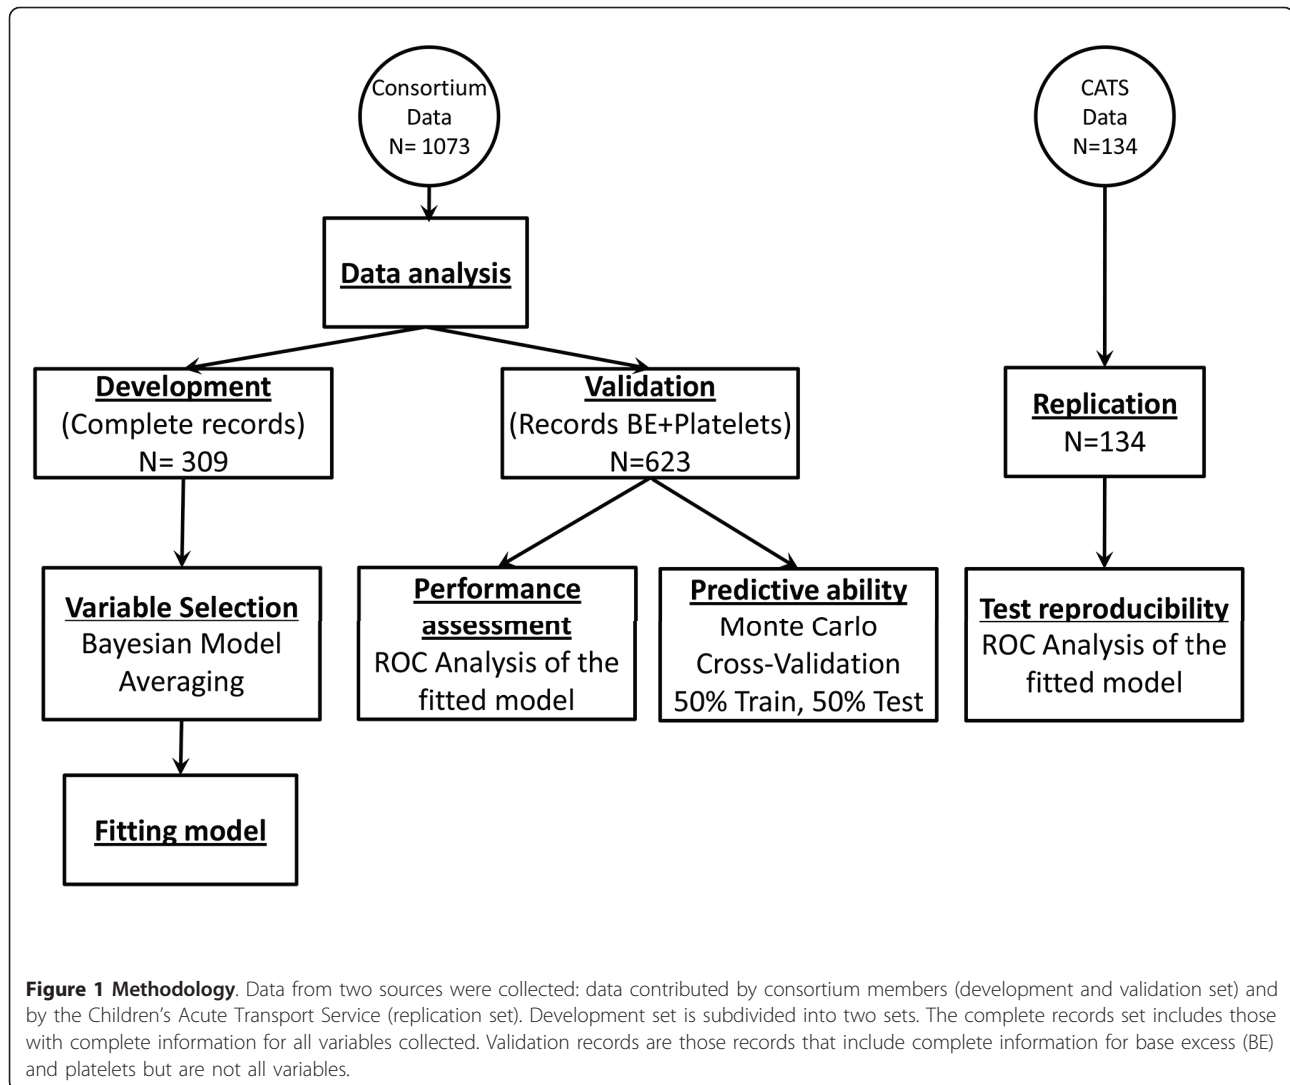 Consortium
Data
N= 1073
CATS
Data
N=134
Data analysis
Development
(Complete records)
N= 309
Validation
(Records BE+Platelets)
N=623
Replication
N=134
Variable Selection
Bayesian Model
Averaging
Performance
assessment
ROC Analysis of the
fitted model
Predictive ability
Monte Carlo
Cross-Validation
50% Train, 50% Test
Test reproducibility
ROC Analysis of the
fitted model
Fitting model
Figure 1 Methodology. Data from two sources were collected: data contributed by consortium members (development and validation set) and
by the Children's Acute Transport Service (replication set). Development set is subdivided into two sets. The complete records set includes those
with complete information for all variables collected. Validation records are those records that include complete information for base excess (BE)
and platelets but are not all variables.